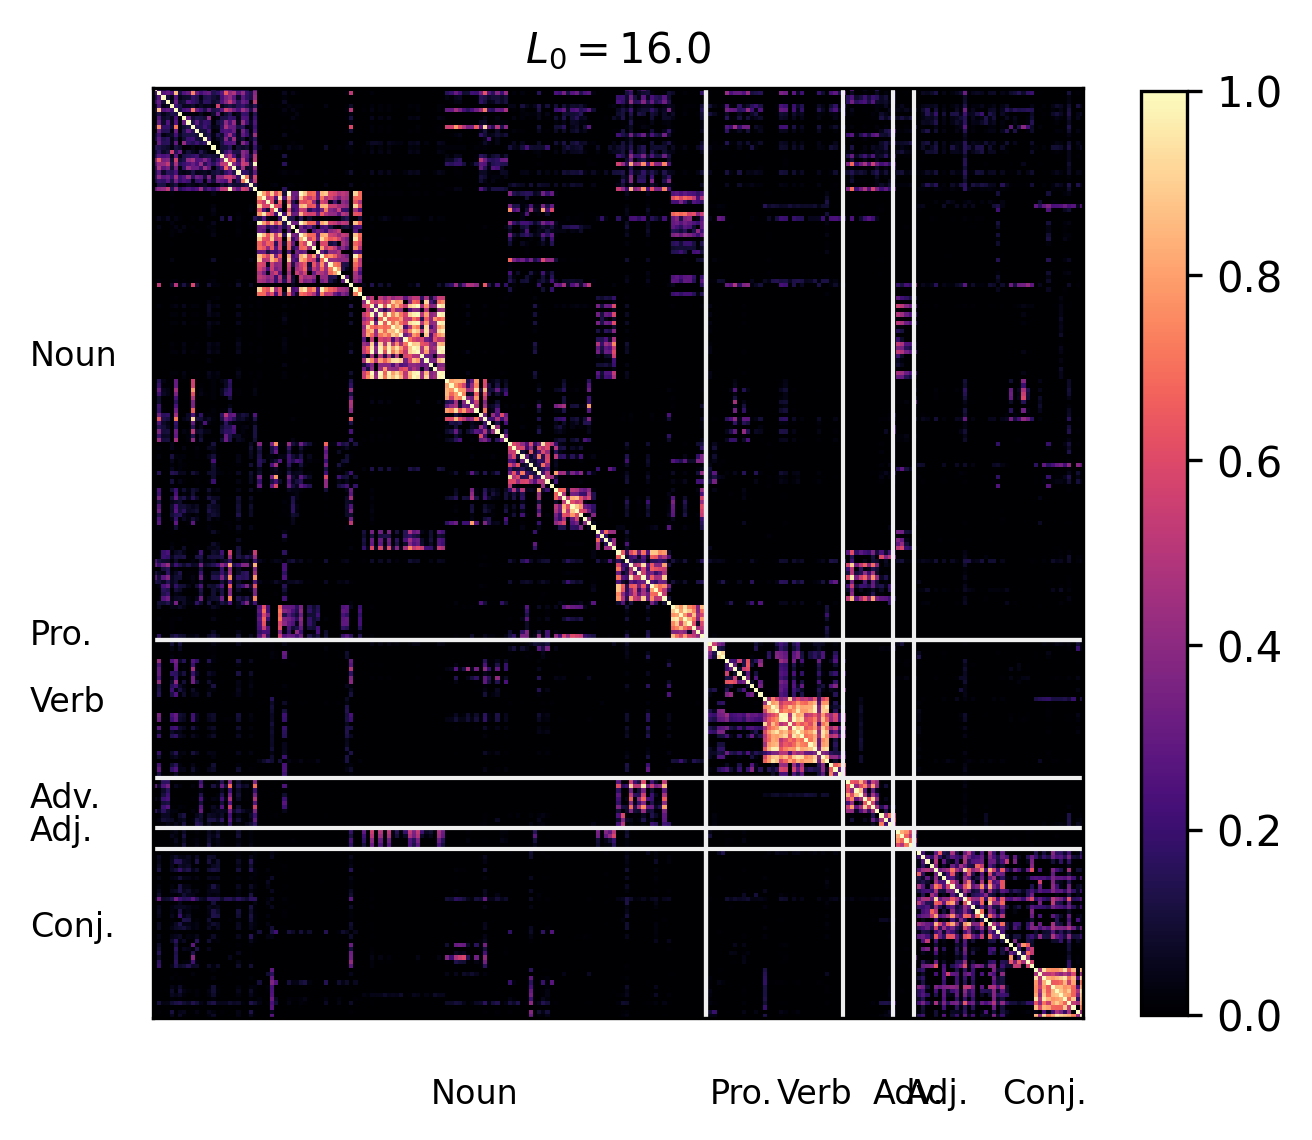 L₀ = 16.0
1.0
0.8
0.6
0.4
0.2
0.0
Noun
Pro.
Verb
Adv.
Adj.
Conj.
Noun Pro. Verb Adv. Adj. Conj.